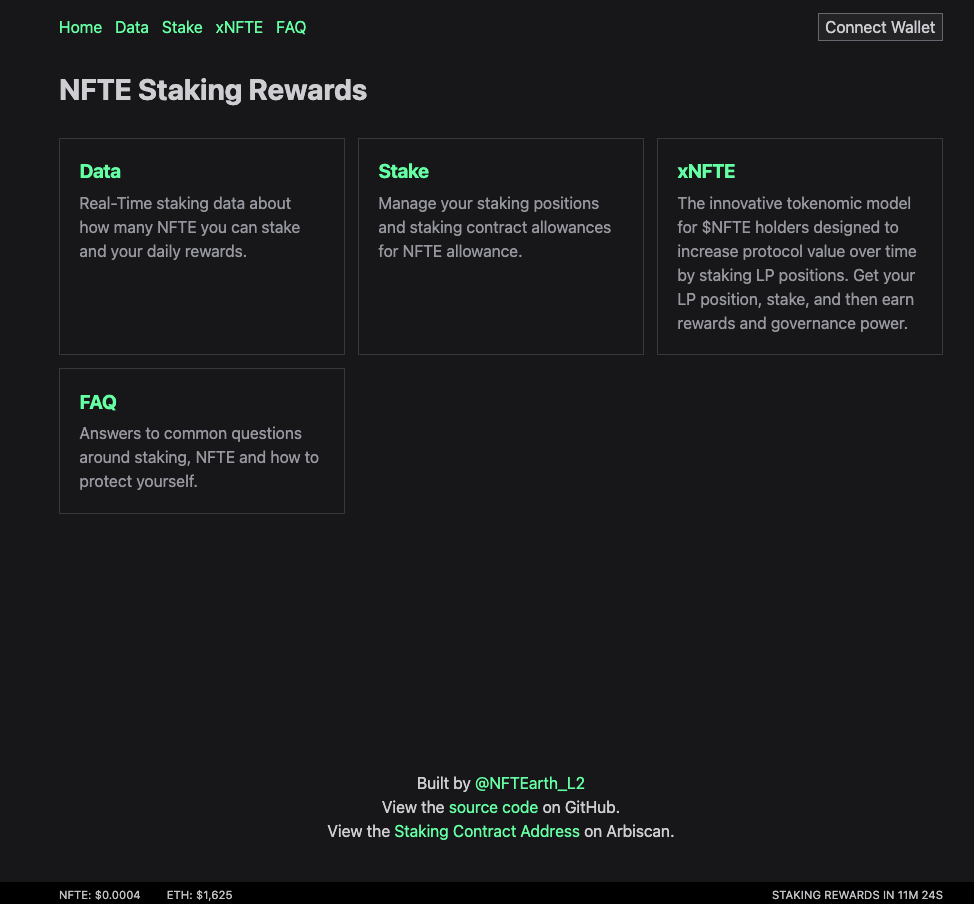 Home Data Stake xNFTE FAQ Connect Wallet
NFTE Staking Rewards
Data
Real-Time staking data about
how many NFTE you can stake
and your daily rewards.
Stake
Manage your staking positions
and staking contract allowances
for NFTE allowance.
xNFTE
The innovative tokenomic model
for $NFTE holders designed to
increase protocol value over time
by staking LP positions. Get your
LP position, stake, and then earn
rewards and governance power.
FAQ
Answers to common questions
around staking, NFTE and how to
protect yourself.
Built by @NFTEarth_L2
View the source code on GitHub.
View the Staking Contract Address on Arbiscan.
NFTE: $0.0004 ETH: $1,625 STAKING REWARDS IN 11M 24S